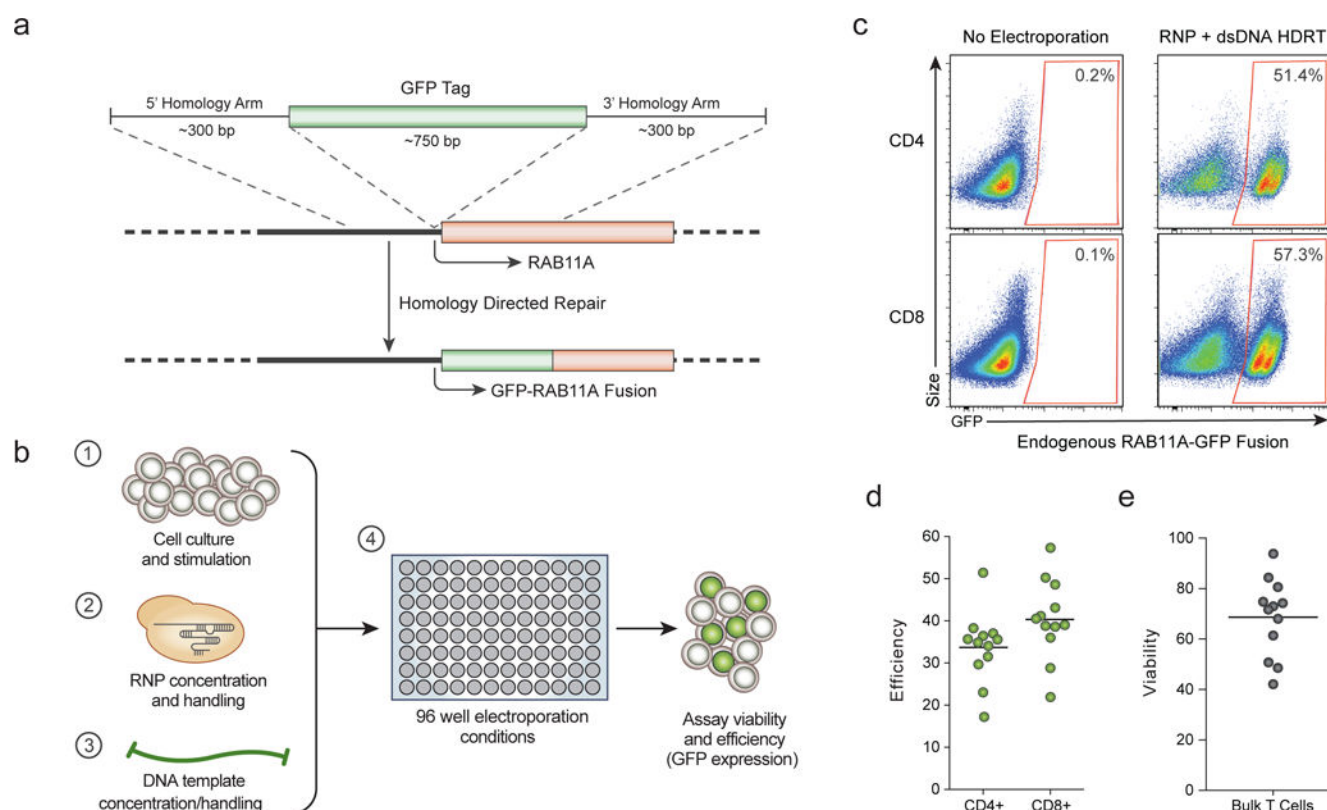 a
GFP Tag
5' Homology Arm
3' Homology Arm
~300 bp
~750 bp
~300 bp
RAB11A
Homology Directed Repair
GFP-RAB11A Fusion
b
1
Cell culture
and stimulation
2
RNP concentration
and handling
3
DNA template
concentration/handling
4
96 well electroporation
conditions
Assay viability
and efficiency
(GFP expression)
c
No Electroporation
RNP + dsDNA HDRT
CD4
0.2%
51.4%
CD8
0.1%
57.3%
Size
GFP
Endogenous RAB11A-GFP Fusion
d
Efficiency
60
50
40
30
20
10
0
CD4+
CD8+
e
Viability
100
80
60
40
20
0
Bulk T Cells